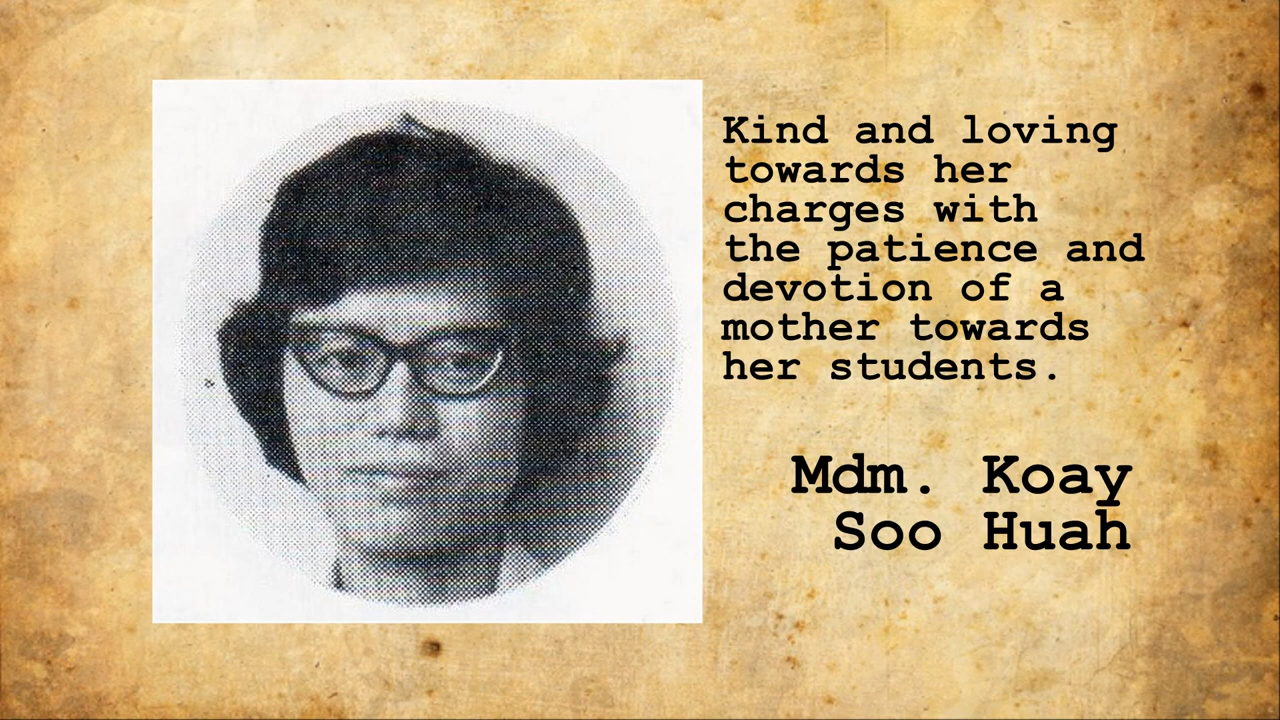 Kind and loving
towards her
charges with
the patience and
devotion of a
mother towards
her students.
Mdm. Koay
Soo Huah